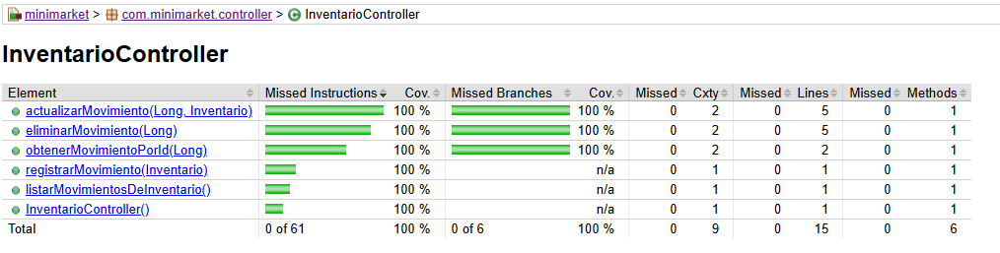 minimarket > com.minimarket.controller > InventarioController
InventarioController
Element Missed Instructions Cov. Missed Branches Cov. Missed Cxty Missed Lines Missed Methods
actualizarMovimiento(Long, Inventario) 100 % 100 % 0 2 0 5 0 1
eliminarMovimiento(Long) 100 % 100 % 0 2 0 5 0 1
obtenerMovimientoPorId(Long) 100 % 100 % 0 2 0 2 0 1
registrarMovimiento(Inventario) 100 % n/a 0 1 0 1 0 1
listarMovimientosDeInventario() 100 % n/a 0 1 0 1 0 1
InventarioController() 100 % n/a 0 1 0 1 0 1
Total 0 of 61 100 % 0 of 6 100 % 0 9 0 15 0 6